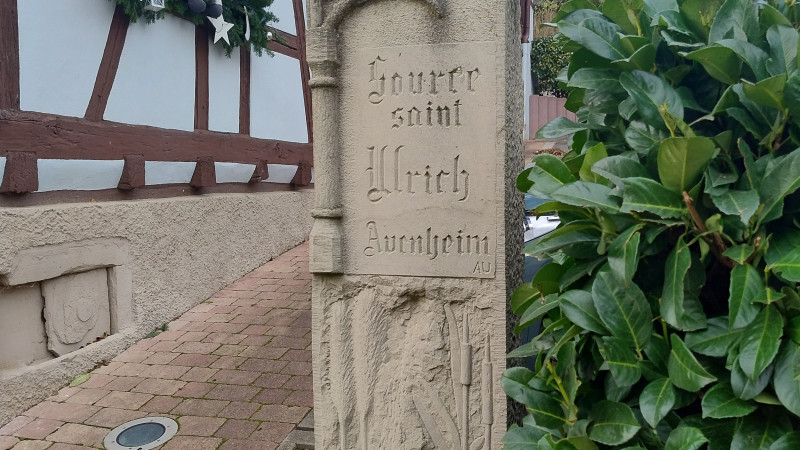 Source
saint
Ulrich
Avenheim
AU